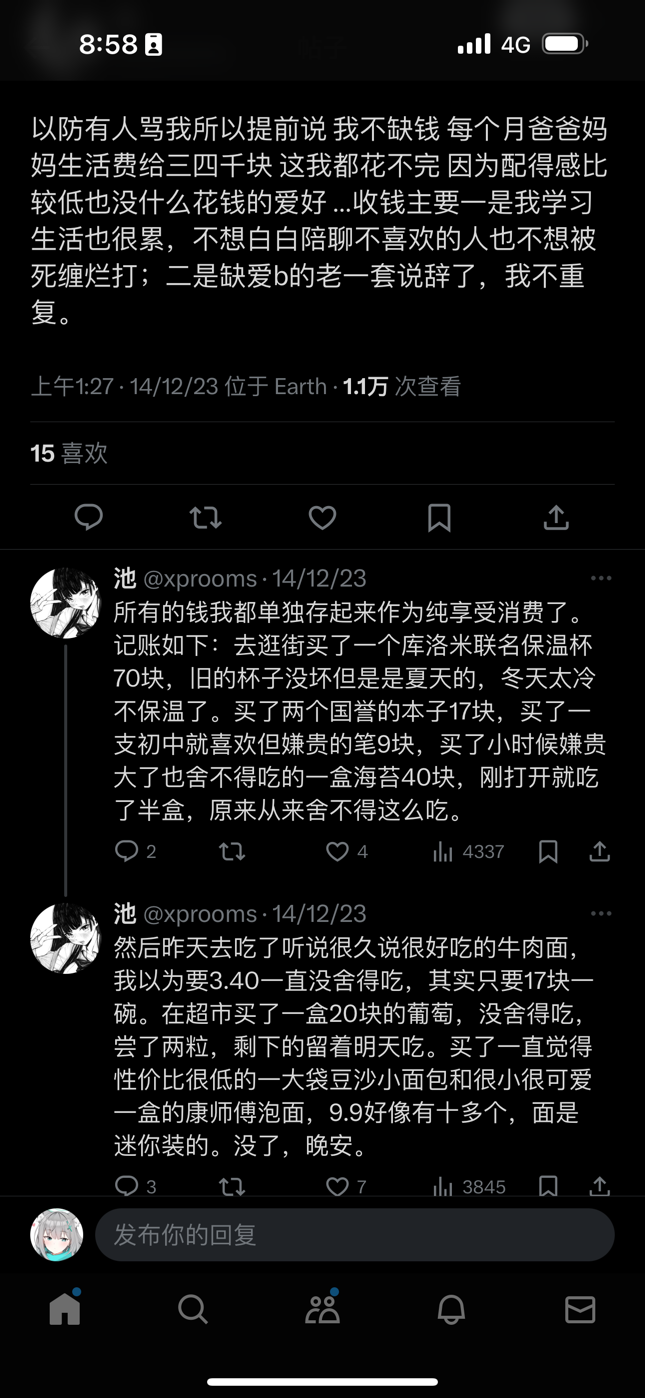 8:58
4G
以防有人骂我所以提前说 我不缺钱 每个月爸爸妈
妈生活费给三四千块 这我都花不完 因为配得感比
较低也没什么花钱的爱好 ...收钱主要一是我学习
生活也很累，不想白白陪聊不喜欢的人也不想被
死缠烂打；二是缺爱b的老一套说辞了，我不重
复。
上午1:27 · 14/12/23 位于 Earth · 1.1万 次查看
15 喜欢
池 @xprooms · 14/12/23
所有的钱我都单独存起来作为纯享受消费了。
记账如下：去逛街买了一个库洛米联名保温杯
70块，旧的杯子没坏但是是夏天的，冬天太冷
不保温了。买了两个国誉的本子17块，买了一
支初中就喜欢但嫌贵的笔9块，买了小时候嫌贵
大了也舍不得吃的一盒海苔40块，刚打开就吃
了半盒，原来从来舍不得这么吃。
2 4 4337
池 @xprooms · 14/12/23
然后昨天去吃了听说很久说很好吃的牛肉面，
我以为要3.40一直没舍得吃，其实只要17块一
碗。在超市买了一盒20块的葡萄，没舍得吃，
尝了两粒，剩下的留着明天吃。买了一直觉得
性价比很低的一大袋豆沙小面包和很小很可爱
一盒的康师傅泡面，9.9好像有十多个，面是
迷你装的。没了，晚安。
3 7 3845
发布你的回复